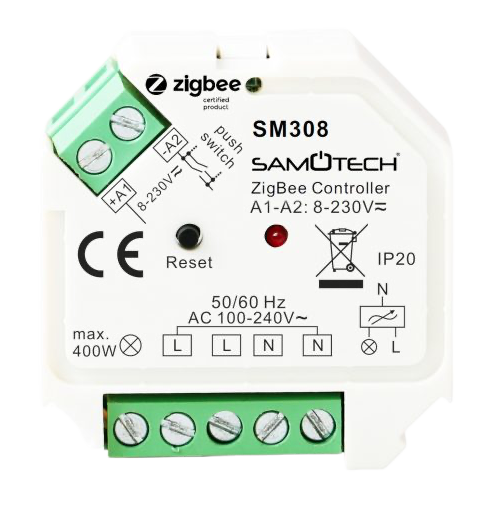 zigbee
certified
product
SM308
push
switch
-A2
+A1
8-230V≂
SAMOTECH®
ZigBee Controller
A1-A2: 8-230V≂
CE
Reset
IP20
N
50/60 Hz
AC 100-240V~
max.
400W
L L N N
L